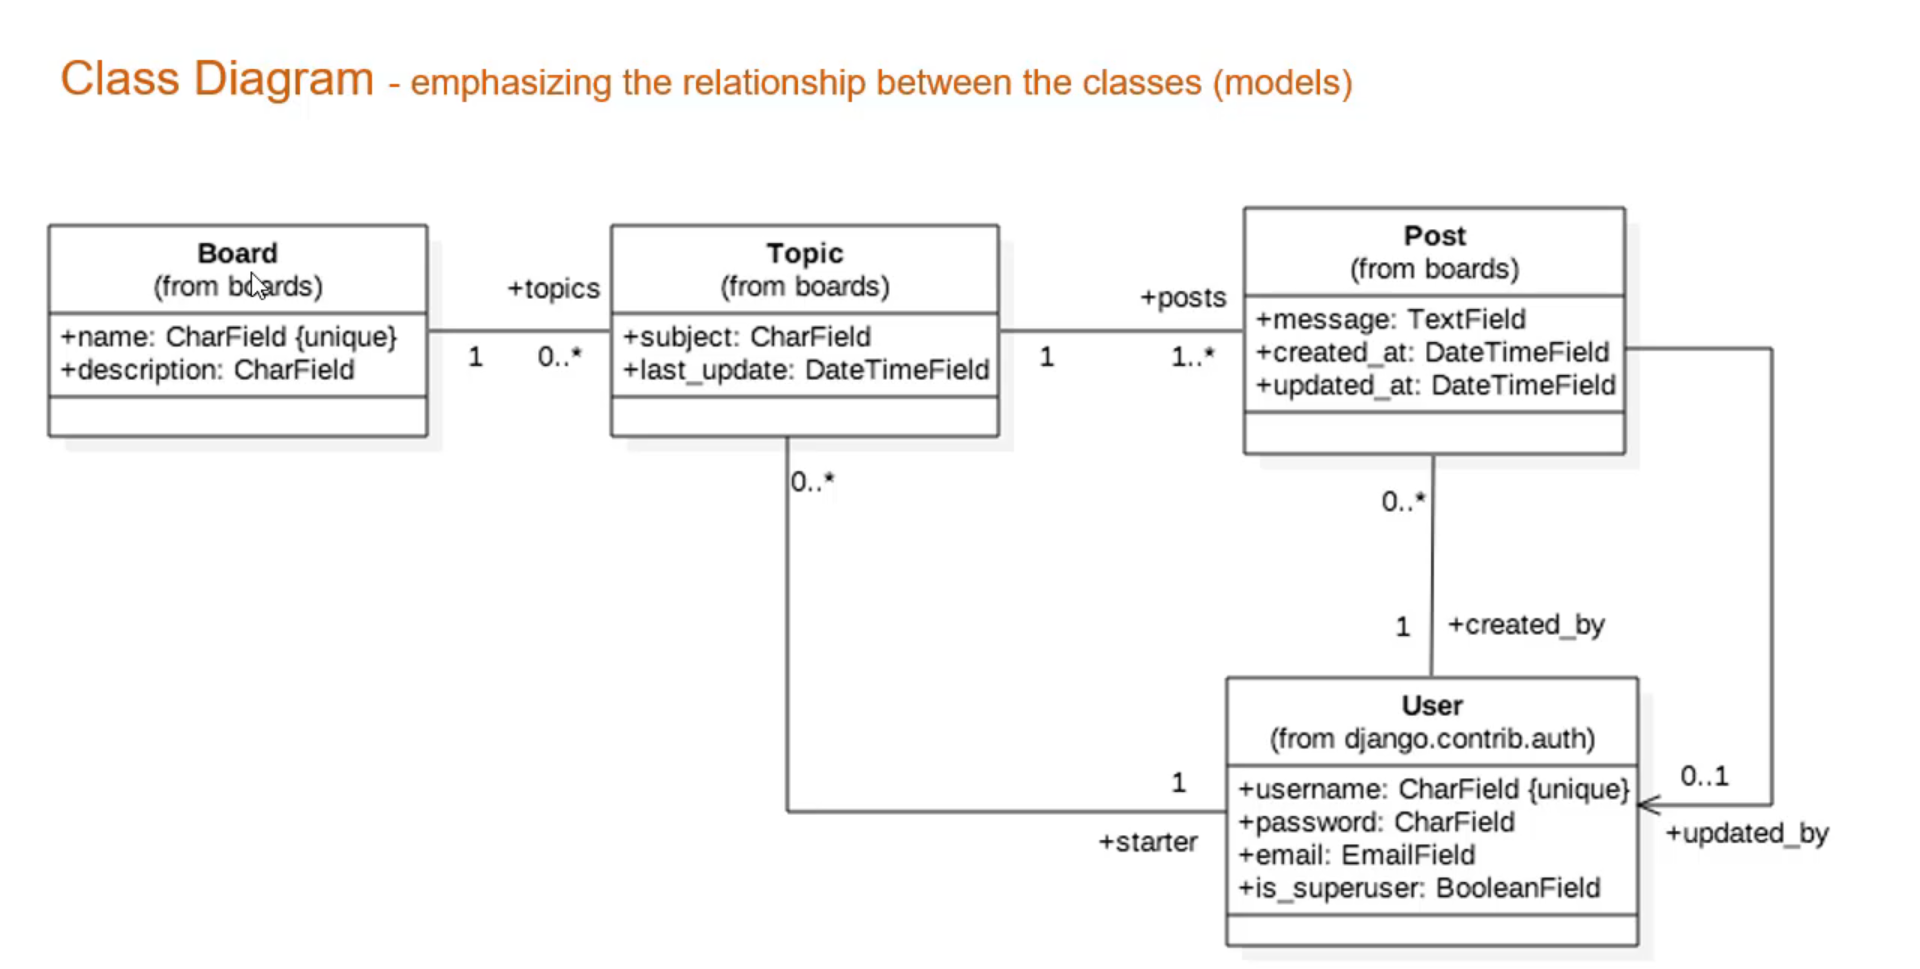 Class Diagram - emphasizing the relationship between the classes (models)
Board
(from boards)
+name: CharField {unique}
+description: CharField
1
+topics
0..*
Topic
(from boards)
+subject: CharField
+last_update: DateTimeField
1
+posts
1..*
Post
(from boards)
+message: TextField
+created_at: DateTimeField
+updated_at: DateTimeField
0..*
0..*
1
+created_by
1
+starter
User
(from django.contrib.auth)
+username: CharField {unique}
+password: CharField
+email: EmailField
+is_superuser: BooleanField
0..1
+updated_by